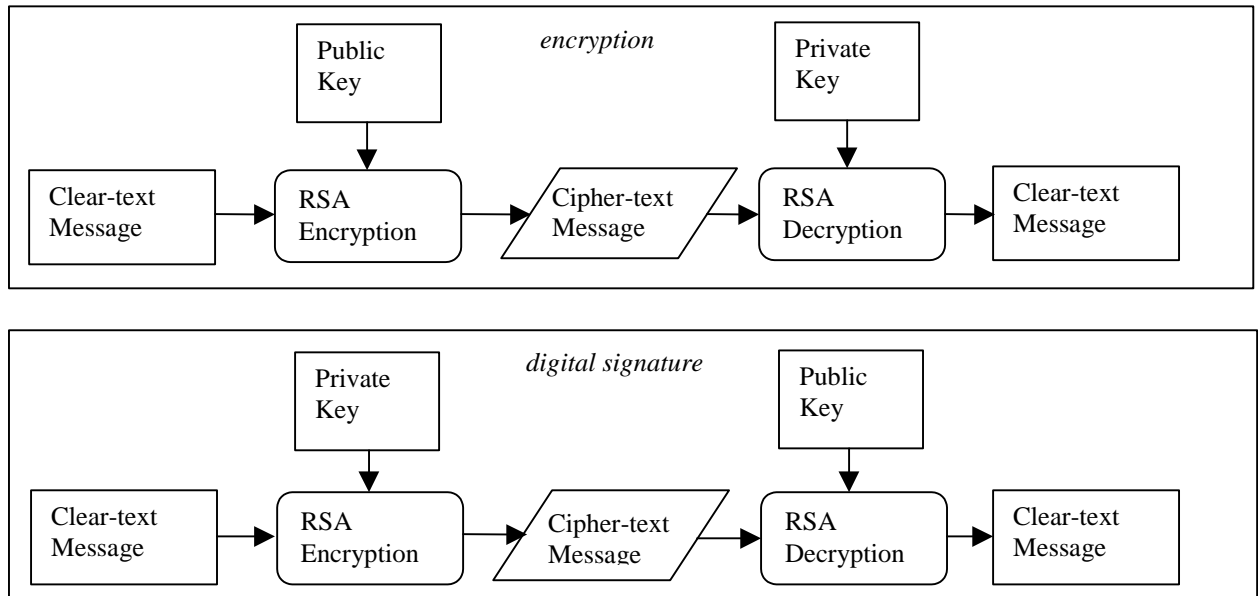 encryption
Public
Key
Private
Key
Clear-text
Message
RSA
Encryption
Cipher-text
Message
RSA
Decryption
Clear-text
Message
digital signature
Private
Key
Public
Key
Clear-text
Message
RSA
Encryption
Cipher-text
Message
RSA
Decryption
Clear-text
Message